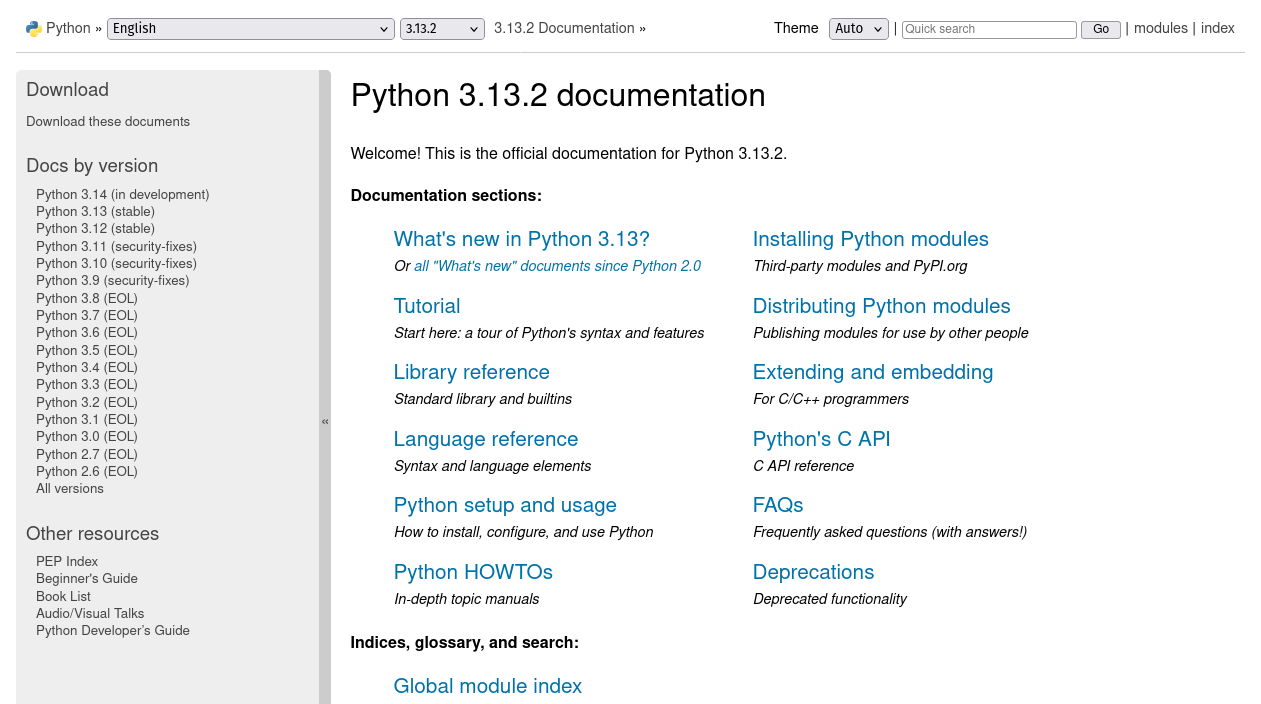 Python » English 3.13.2 3.13.2 Documentation » Theme Auto | Quick search Go | modules | index
Download
Download these documents
Docs by version
Python 3.14 (in development)
Python 3.13 (stable)
Python 3.12 (stable)
Python 3.11 (security-fixes)
Python 3.10 (security-fixes)
Python 3.9 (security-fixes)
Python 3.8 (EOL)
Python 3.7 (EOL)
Python 3.6 (EOL)
Python 3.5 (EOL)
Python 3.4 (EOL)
Python 3.3 (EOL)
Python 3.2 (EOL)
Python 3.1 (EOL)
Python 3.0 (EOL)
Python 2.7 (EOL)
Python 2.6 (EOL)
All versions
Other resources
PEP Index
Beginner's Guide
Book List
Audio/Visual Talks
Python Developer’s Guide
«
Python 3.13.2 documentation
Welcome! This is the official documentation for Python 3.13.2.
Documentation sections:
What's new in Python 3.13?
Or all "What's new" documents since Python 2.0
Tutorial
Start here: a tour of Python's syntax and features
Library reference
Standard library and builtins
Language reference
Syntax and language elements
Python setup and usage
How to install, configure, and use Python
Python HOWTOs
In-depth topic manuals
Installing Python modules
Third-party modules and PyPI.org
Distributing Python modules
Publishing modules for use by other people
Extending and embedding
For C/C++ programmers
Python's C API
C API reference
FAQs
Frequently asked questions (with answers!)
Deprecations
Deprecated functionality
Indices, glossary, and search:
Global module index